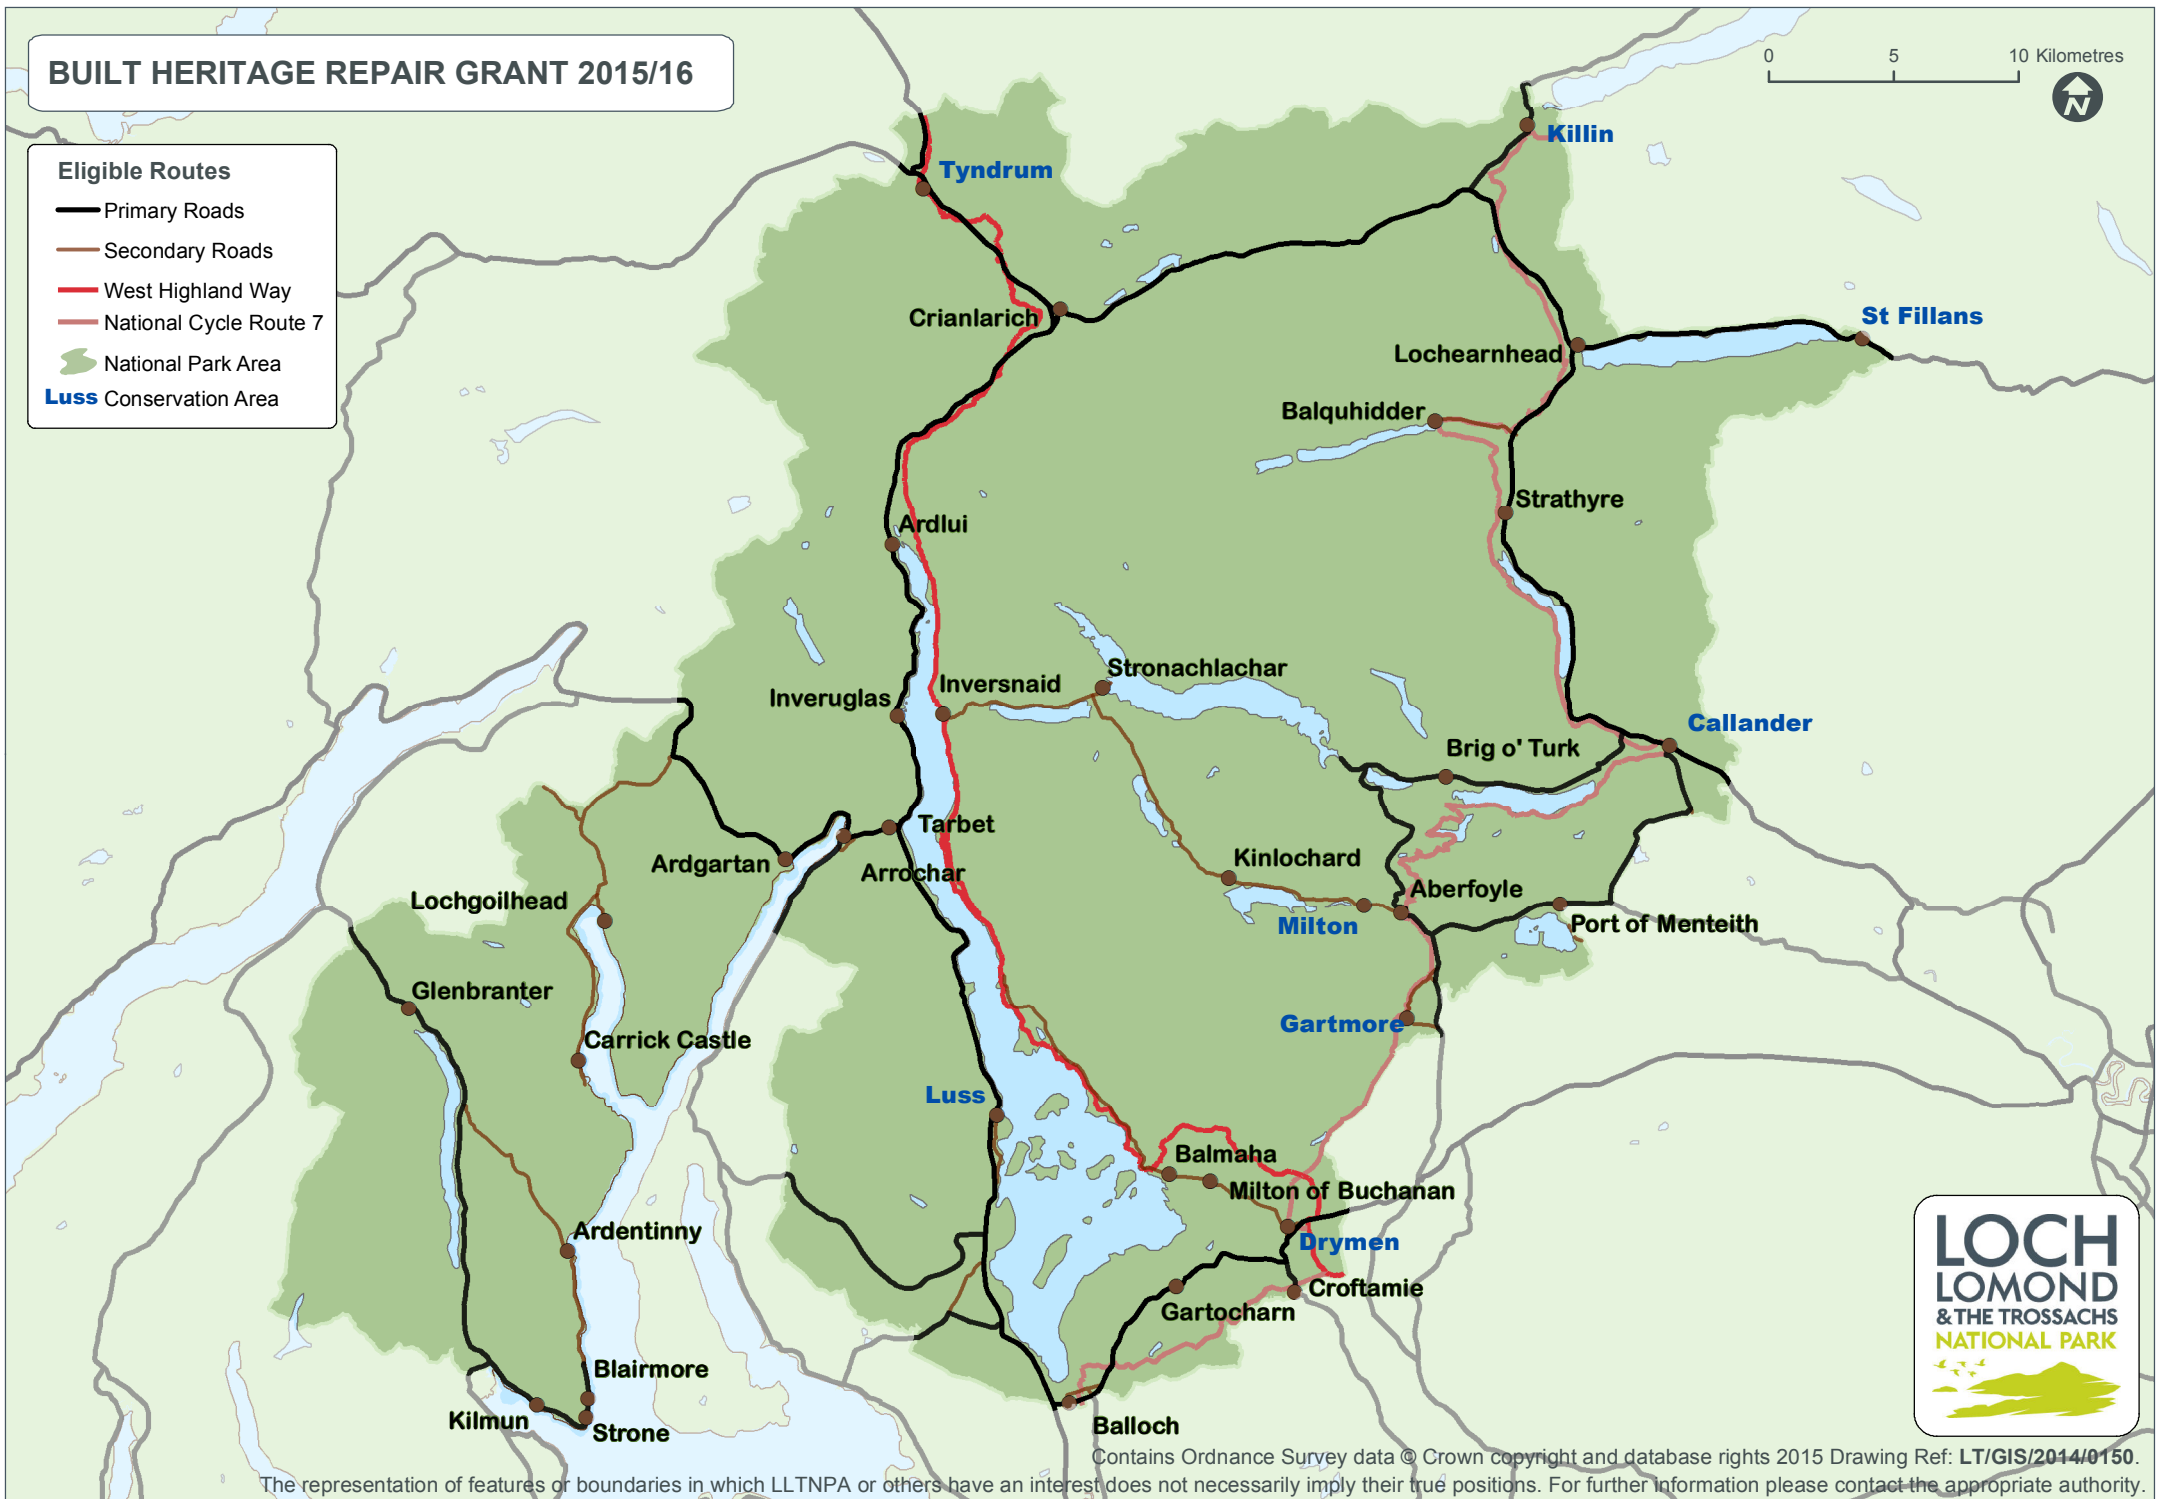 BUILT HERITAGE REPAIR GRANT 2015/16
0 5 10 Kilometres
N
Eligible Routes
Primary Roads
Secondary Roads
West Highland Way
National Cycle Route 7
National Park Area
Luss Conservation Area
Killin
Tyndrum
Crianlarich
St Fillans
Lochearnhead
Balquhidder
Strathyre
Ardlui
Stronachlachar
Inversnaid
Inveruglas
Callander
Brig o' Turk
Tarbet
Ardgartan
Arrochar
Kinlochard
Aberfoyle
Lochgoilhead
Milton
Port of Menteith
Glenbranter
Gartmore
Carrick Castle
Luss
Balmaha
Milton of Buchanan
Ardentinny
Drymen
Croftamie
Gartocharn
Blairmore
Kilmun
Strone
Balloch
LOCH
LOMOND
& THE TROSSACHS
NATIONAL PARK
Contains Ordnance Survey data © Crown copyright and database rights 2015 Drawing Ref: LT/GIS/2014/0150.
The representation of features or boundaries in which LLTNPA or others have an interest does not necessarily imply their true positions. For further information please contact the appropriate authority.